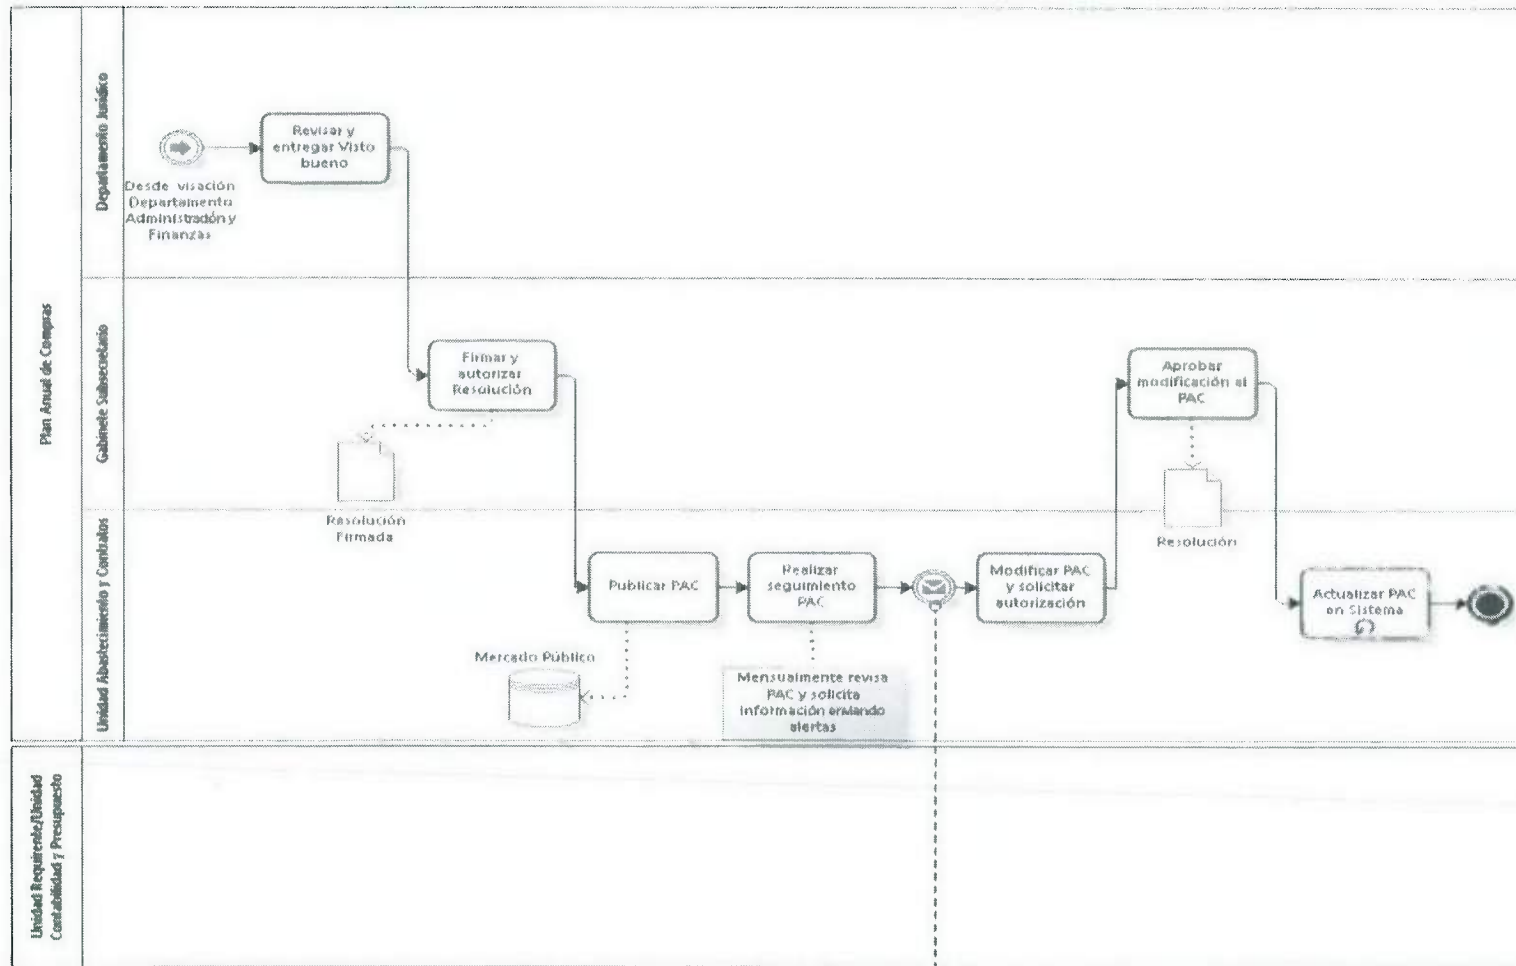 Plan Anual de Compras
Departamento Jurídico
Revisar y
entregar Visto
bueno
Desde visación
Departamento
Administración y
Finanzas
Gabinete Subsecretario
Firmar y
autorizar
Resolución
Resolución
Firmada
Aprobar
modificación al
PAC
Resolución
Unidad Abastecimiento y Contratos
Publicar PAC
Mercado Público
Realizar
seguimiento
PAC
Mensualmente revisa
PAC y solicita
información enviando
alertas
Modificar PAC
y solicitar
autorización
Actualizar PAC
en Sistema
Unidad Requirente/Unidad
Contabilidad y Presupuesto